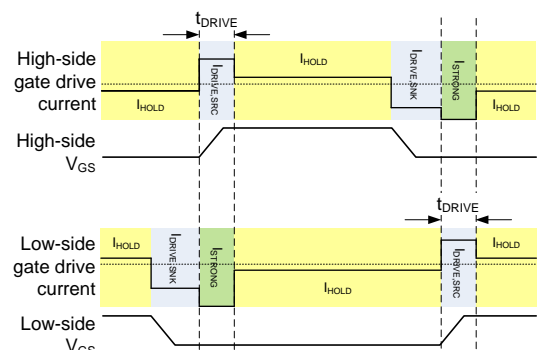 tDRIVE
High-side
gate drive
current
IHOLD
IDRIVE,SRC
IHOLD
IDRIVE,SNK
ISTRONG
IHOLD
High-side
VGS
tDRIVE
Low-side
gate drive
current
IHOLD
IDRIVE,SNK
ISTRONG
IHOLD
IDRIVE,SRC
IHOLD
Low-side
VGS